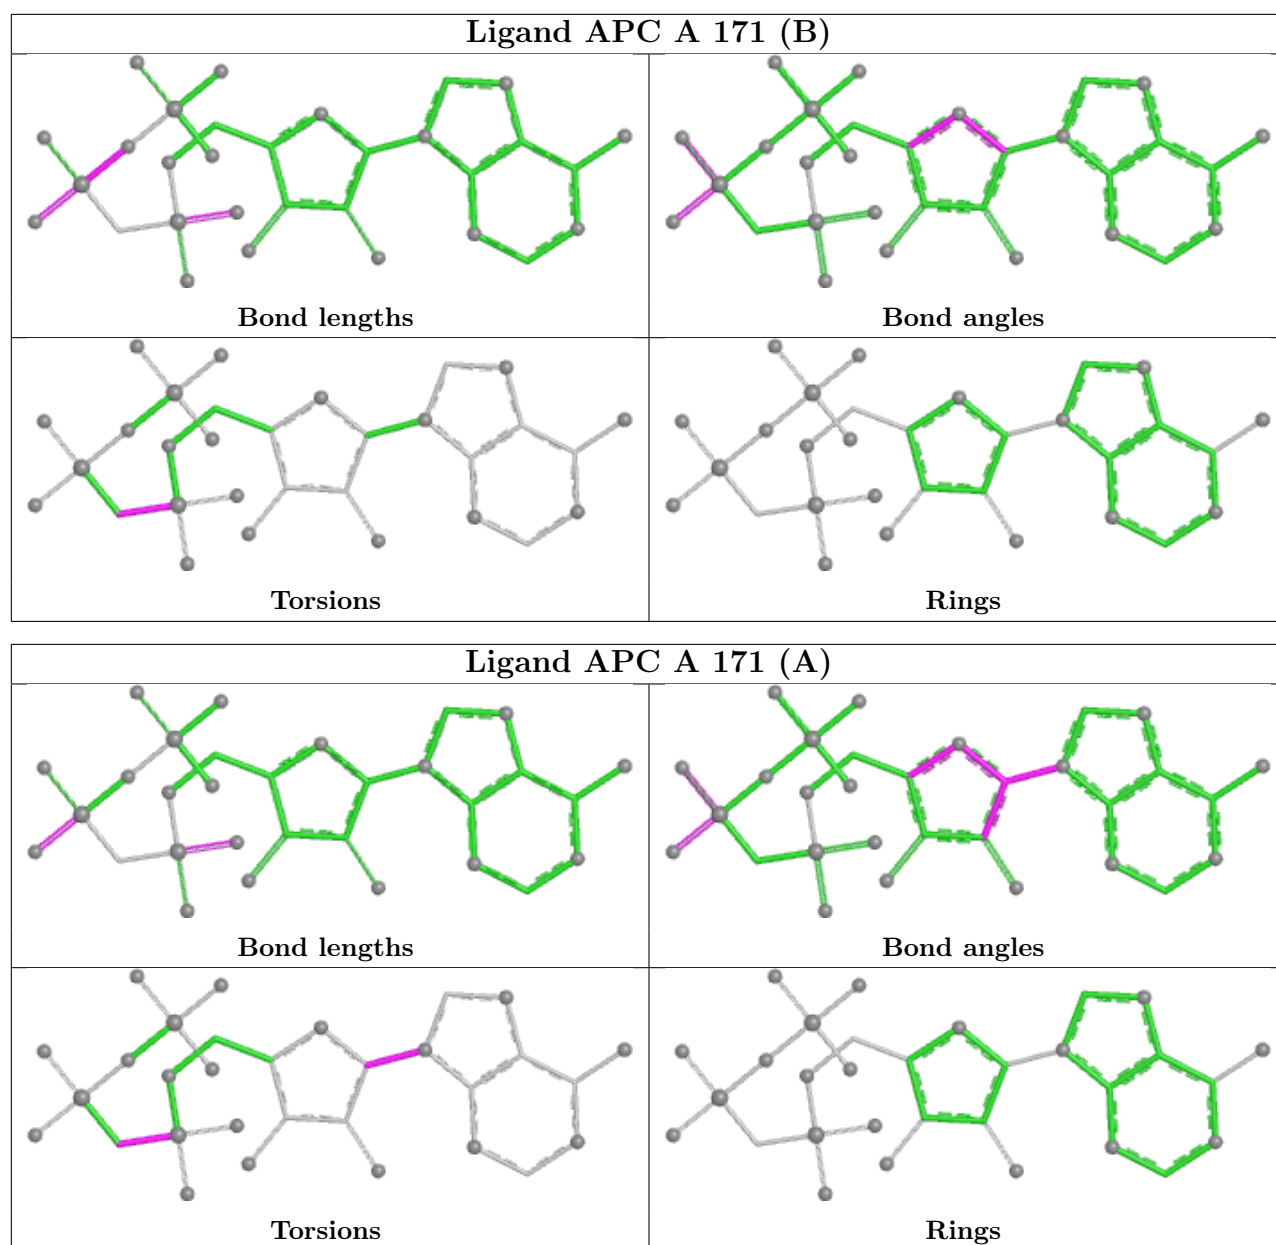 Ligand APC A 171 (B)
Bond lengths
Bond angles
Torsions
Rings
Ligand APC A 171 (A)
Bond lengths
Bond angles
Torsions
Rings